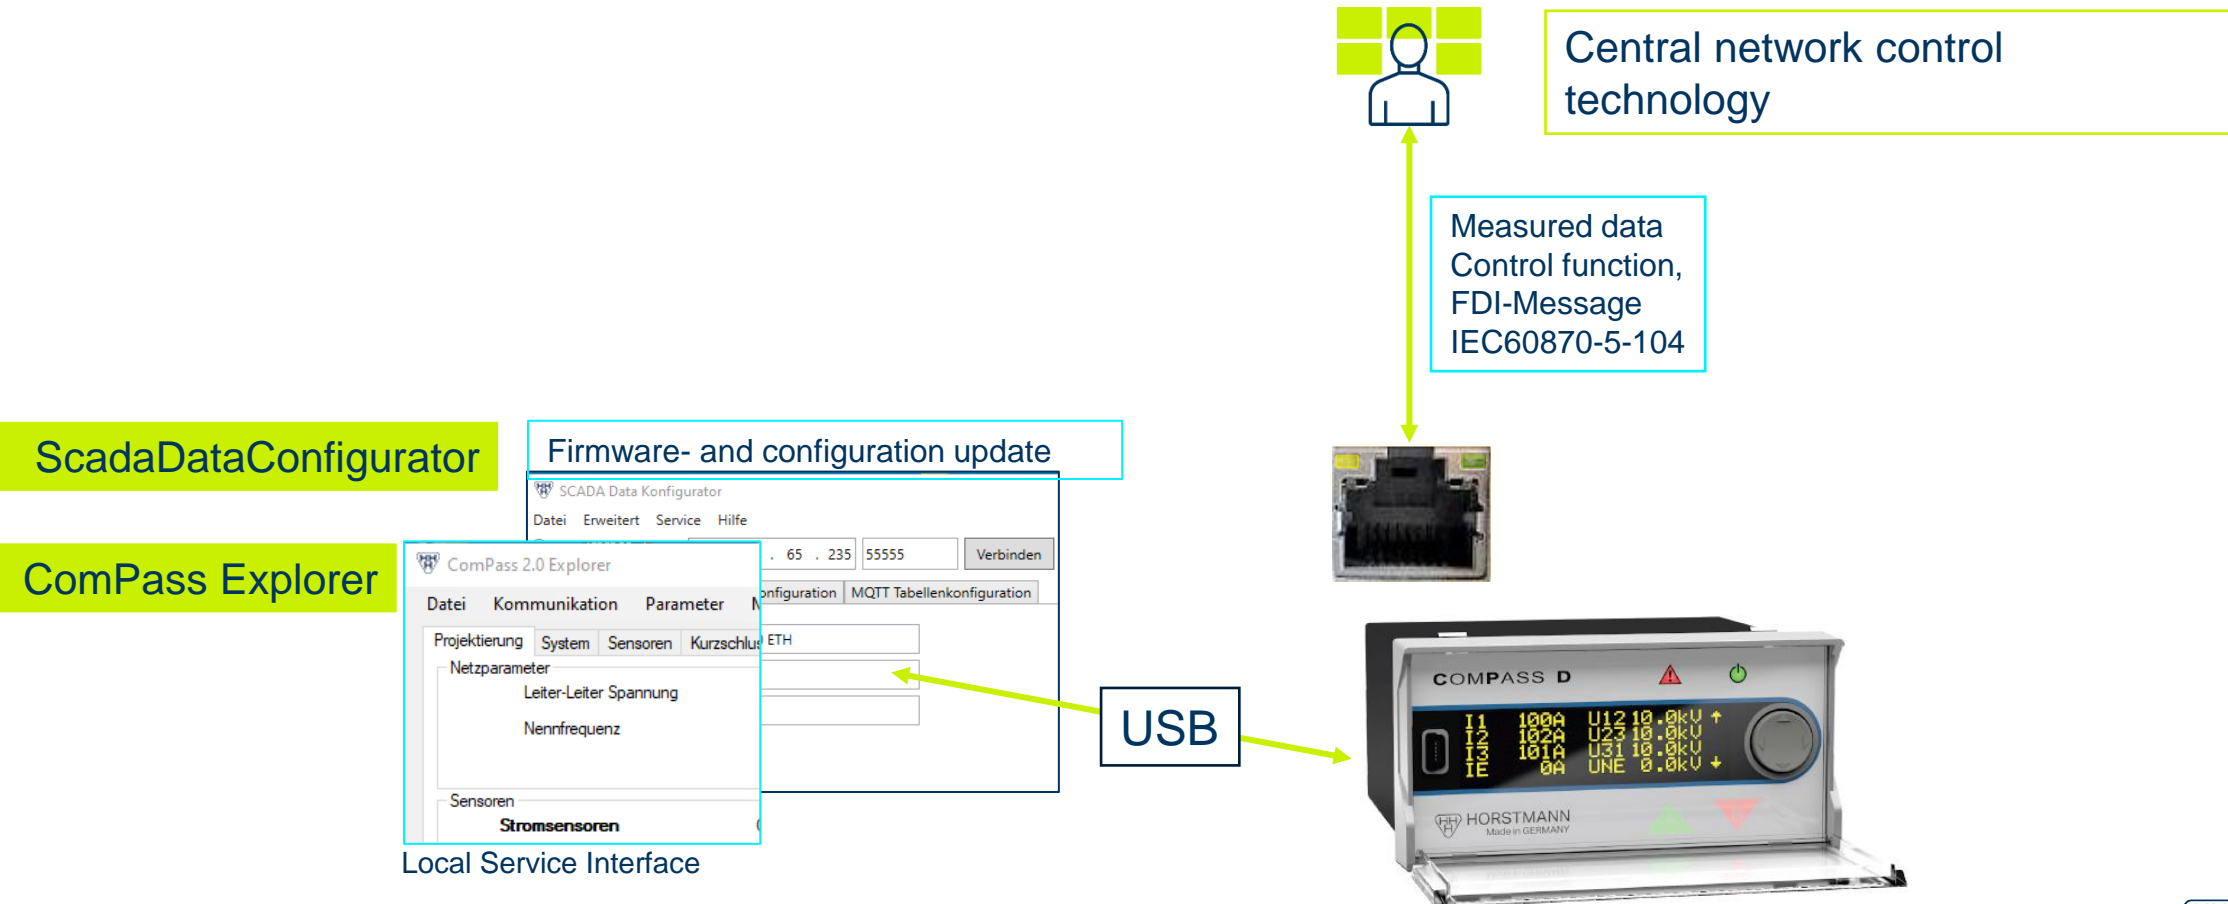 Central network control
technology
Measured data
Control function,
FDI-Message
IEC60870-5-104
ScadaDataConfigurator
Firmware- and configuration update
SCADA Data Konfigurator
Datei Erweitert Service Hilfe
. 65 . 235 55555 Verbinden
onfiguration MQTT Tabellenkonfiguration
ETH
ComPass Explorer
ComPass 2.0 Explorer
Datei Kommunikation Parameter
Projektierung System Sensoren Kurzschlus
Netzparameter
Leiter-Leiter Spannung
Nennfrequenz
Sensoren
Stromsensoren
Local Service Interface
USB
COMPASS D
I1 100A U12 10.0kV ↑
I2 102A U23 10.0kV
I3 101A U31 10.0kV
IE 0A UNE 0.0kV ↓
HORSTMANN
Made in GERMANY